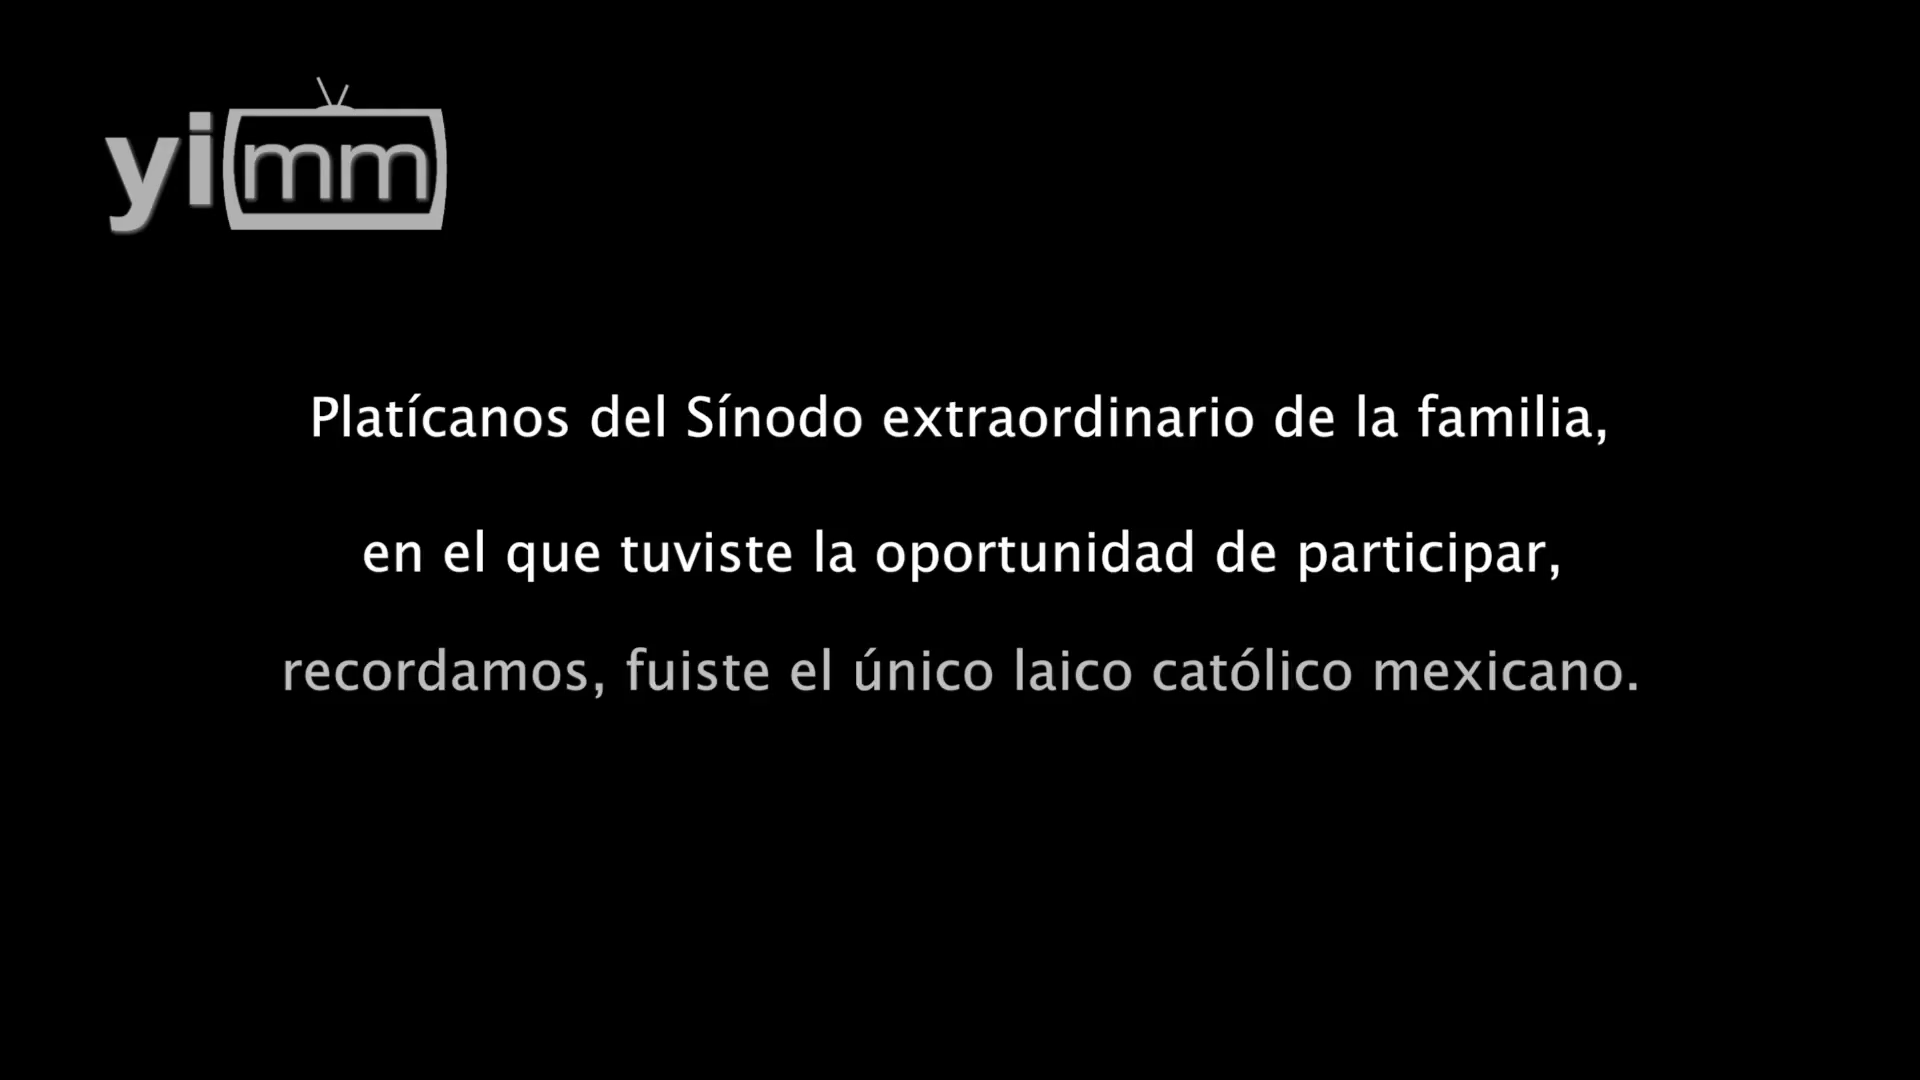 yimm
Platícanos del Sínodo extraordinario de la familia,
en el que tuviste la oportunidad de participar,
recordamos, fuiste el único laico católico mexicano.